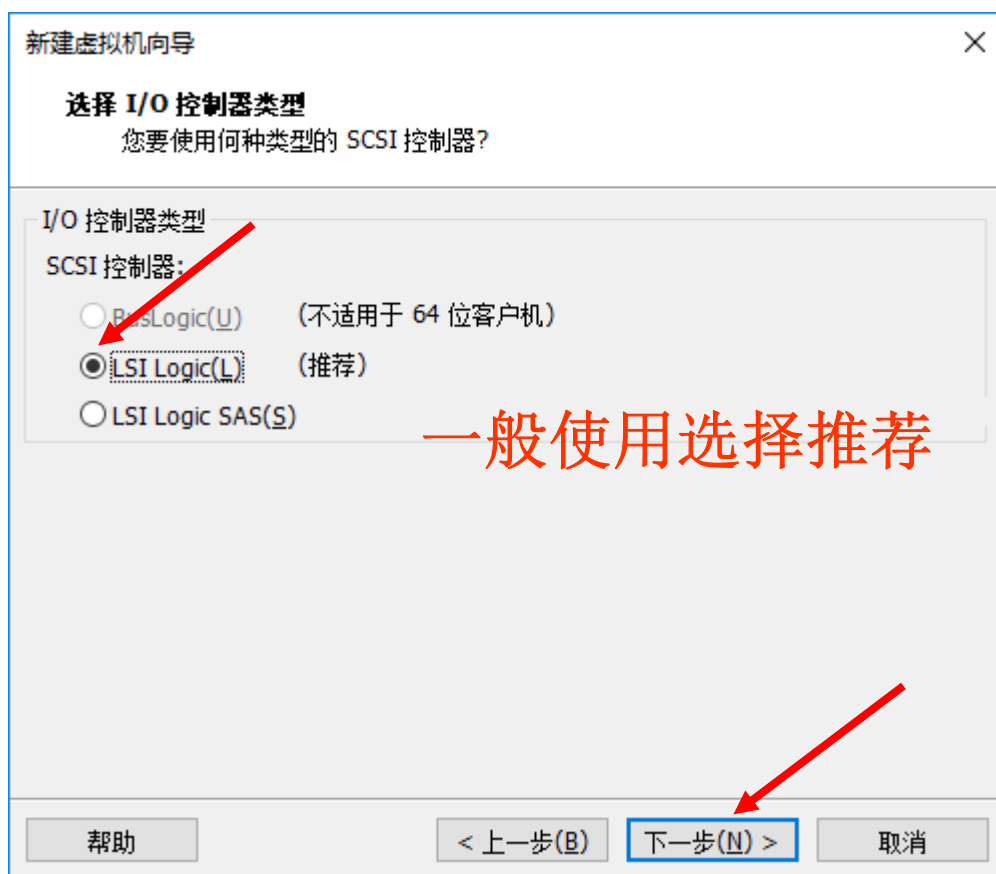 新建虚拟机向导
选择 I/O 控制器类型
您要使用何种类型的 SCSI 控制器?
I/O 控制器类型
SCSI 控制器:
BusLogic(U) (不适用于 64 位客户机)
LSI Logic(L) (推荐)
LSI Logic SAS(S)
一般使用选择推荐
帮助 < 上一步(B) 下一步(N) > 取消